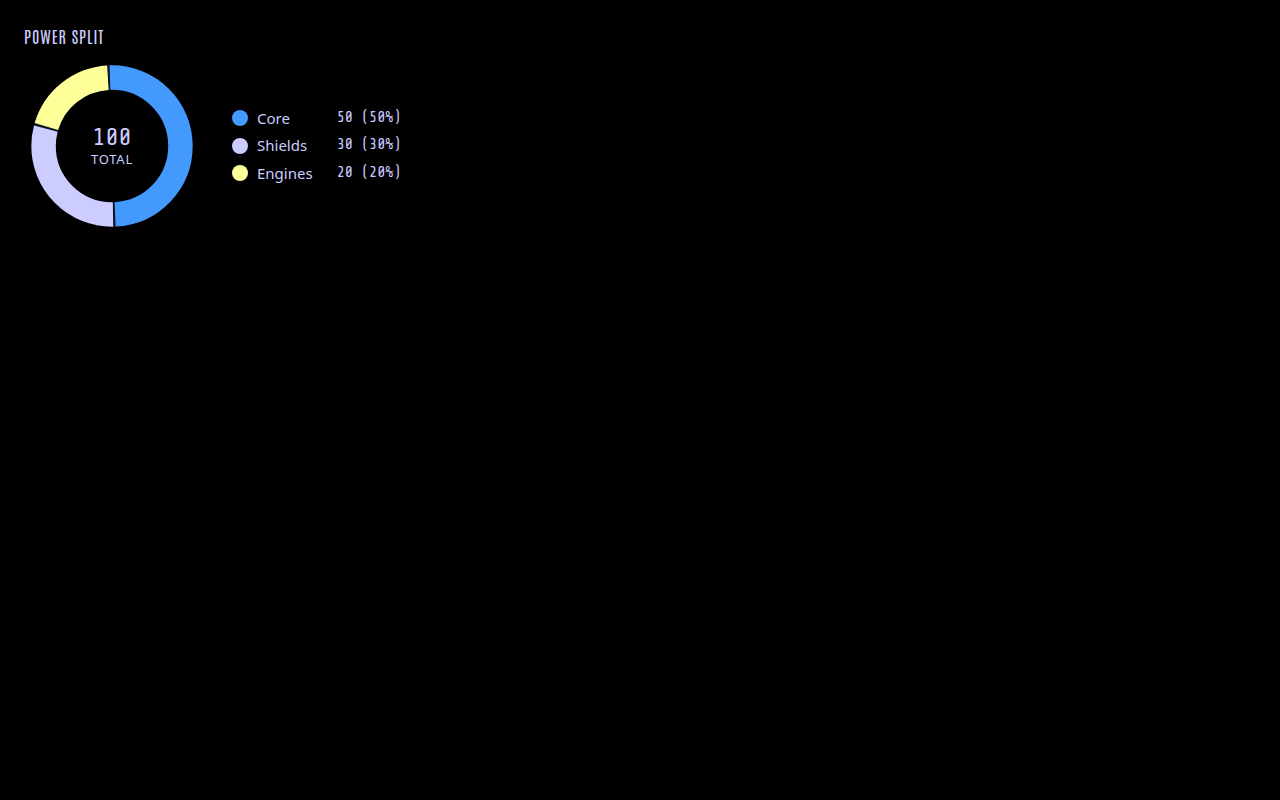 POWER SPLIT
100
TOTAL
Core 50 (50%)
Shields 30 (30%)
Engines 20 (20%)